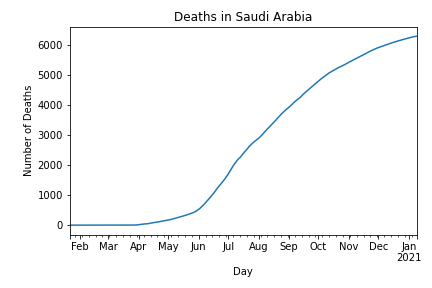 Deaths in Saudi Arabia
Number of Deaths
6000
5000
4000
3000
2000
1000
0
Feb Mar Apr May Jun Jul Aug Sep Oct Nov Dec Jan
2021
Day